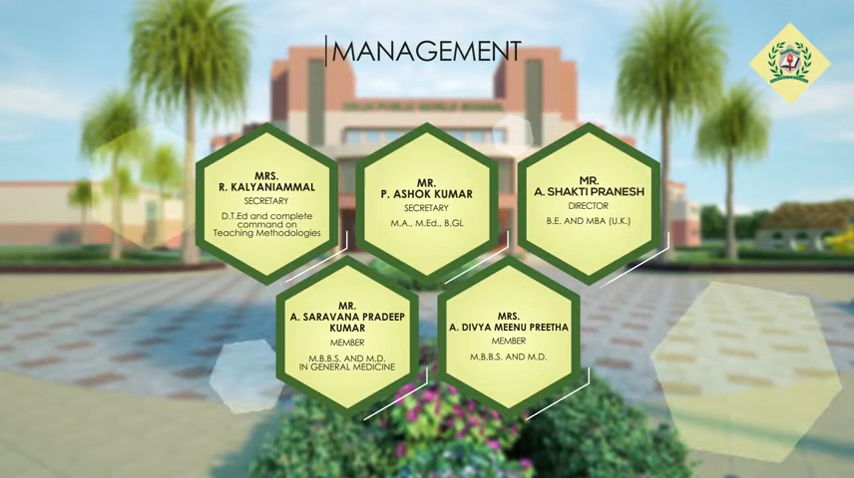 MANAGEMENT
MRS.
R. KALYANIAMMAL
SECRETARY
D.T.Ed and complete
command on
Teaching Methodologies
MR.
P. ASHOK KUMAR
SECRETARY
M.A., M.Ed., B.GL
MR.
A. SHAKTI PRANESH
DIRECTOR
B.E. AND MBA (U.K.)
MR.
A. SARAVANA PRADEEP
KUMAR
MEMBER
M.B.B.S. AND M.D.
IN GENERAL MEDICINE
MRS.
A. DIVYA MEENU PREETHA
MEMBER
M.B.B.S. AND M.D.